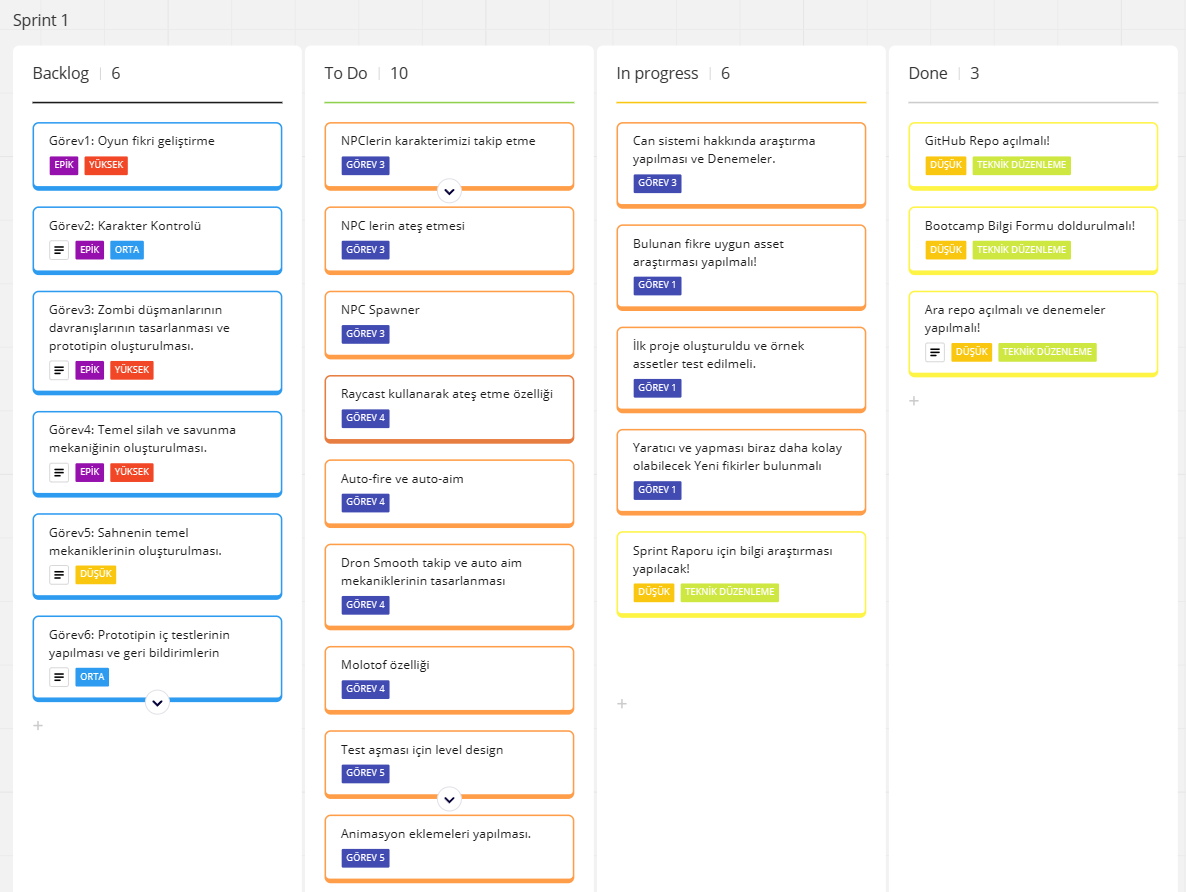 Sprint 1
Backlog 6
Görev1: Oyun fikri geliştirme
EPİK YÜKSEK
Görev2: Karakter Kontrolü
EPİK ORTA
Görev3: Zombi düşmanlarının
davranışlarının tasarlanması ve
prototipin oluşturulması.
EPİK YÜKSEK
Görev4: Temel silah ve savunma
mekaniğinin oluşturulması.
EPİK YÜKSEK
Görev5: Sahnenin temel
mekaniklerinin oluşturulması.
DÜŞÜK
Görev6: Prototipin iç testlerinin
yapılması ve geri bildirimlerin
ORTA
To Do 10
NPClerin karakterimizi takip etme
GÖREV 3
NPC lerin ateş etmesi
GÖREV 3
NPC Spawner
GÖREV 3
Raycast kullanarak ateş etme özelliği
GÖREV 4
Auto-fire ve auto-aim
GÖREV 4
Dron Smooth takip ve auto aim
mekaniklerinin tasarlanması
GÖREV 4
Molotof özelliği
GÖREV 4
Test aşması için level design
GÖREV 5
Animasyon eklemeleri yapılması.
GÖREV 5
In progress 6
Can sistemi hakkında araştırma
yapılması ve Denemeler.
GÖREV 3
Bulunan fikre uygun asset
araştırması yapılmalı!
GÖREV 1
İlk proje oluşturuldu ve örnek
assetler test edilmeli.
GÖREV 1
Yaratıcı ve yapması biraz daha kolay
olabilecek Yeni fikirler bulunmalı
GÖREV 1
Sprint Raporu için bilgi araştırması
yapılacak!
DÜŞÜK TEKNİK DÜZENLEME
Done 3
GitHub Repo açılmalı!
DÜŞÜK TEKNİK DÜZENLEME
Bootcamp Bilgi Formu doldurulmalı!
DÜŞÜK TEKNİK DÜZENLEME
Ara repo açılmalı ve denemeler
yapılmalı!
DÜŞÜK TEKNİK DÜZENLEME